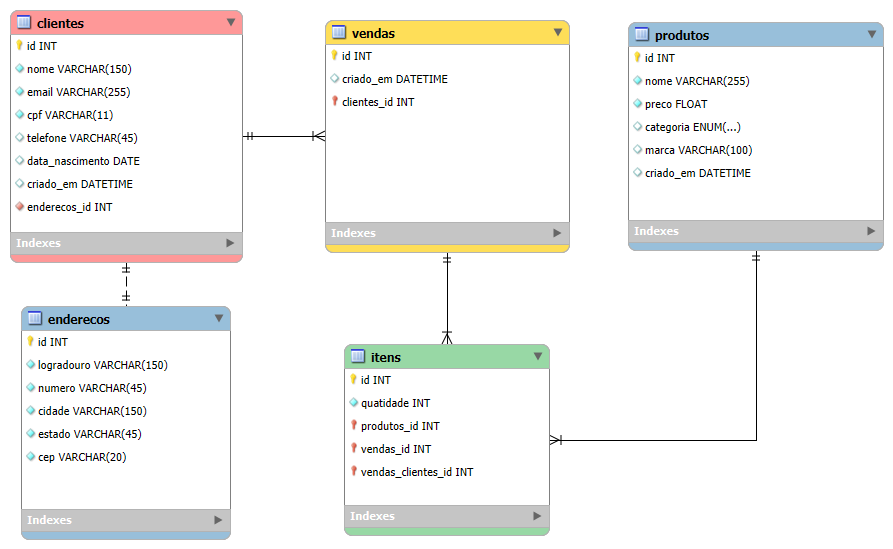 clientes
id INT
nome VARCHAR(150)
email VARCHAR(255)
cpf VARCHAR(11)
telefone VARCHAR(45)
data_nascimento DATE
criado_em DATETIME
enderecos_id INT
Indexes
vendas
id INT
criado_em DATETIME
clientes_id INT
Indexes
produtos
id INT
nome VARCHAR(255)
preco FLOAT
categoria ENUM(...)
marca VARCHAR(100)
criado_em DATETIME
Indexes
enderecos
id INT
logradouro VARCHAR(150)
numero VARCHAR(45)
cidade VARCHAR(150)
estado VARCHAR(45)
cep VARCHAR(20)
Indexes
itens
id INT
quatidade INT
produtos_id INT
vendas_id INT
vendas_clientes_id INT
Indexes